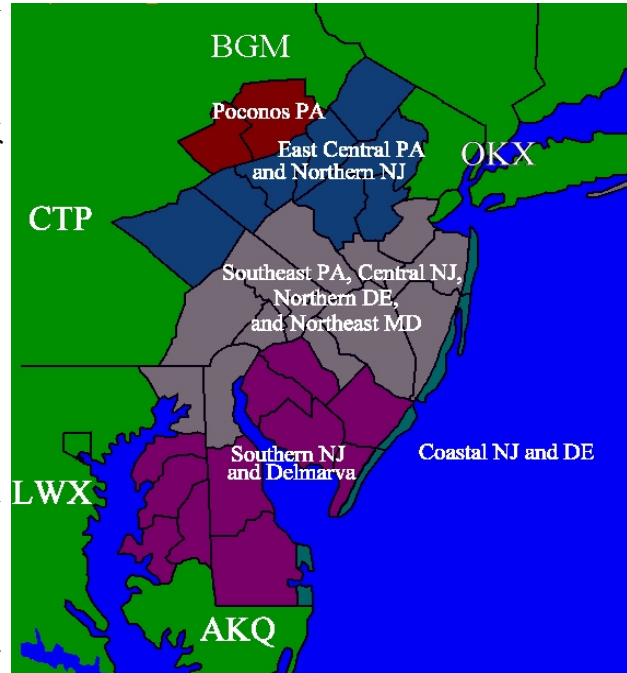 BGM
Poconos PA
East Central PA
and Northern NJ
OKX
CTP
Southeast PA, Central NJ,
Northern DE,
and Northeast MD
Southern NJ
and Delmarva
Coastal NJ and DE
LWX
AKQ